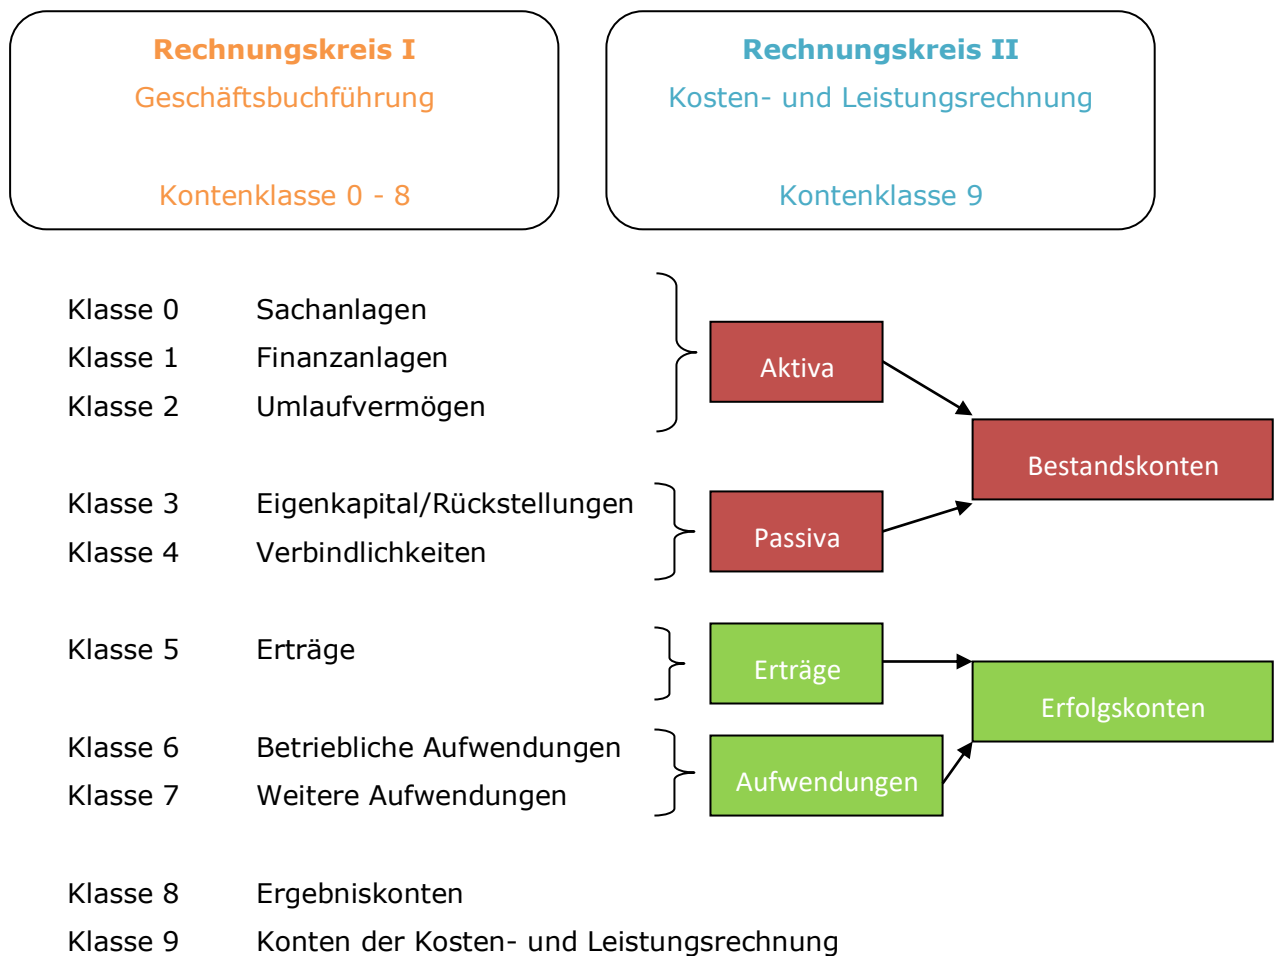 Rechnungskreis I
Geschäftsbuchführung
Kontenklasse 0 - 8
Rechnungskreis II
Kosten- und Leistungsrechnung
Kontenklasse 9
Klasse 0 Sachanlagen
Klasse 1 Finanzanlagen
Klasse 2 Umlaufvermögen
Aktiva
Klasse 3 Eigenkapital/Rückstellungen
Klasse 4 Verbindlichkeiten
Passiva
Bestandskonten
Klasse 5 Erträge
Erträge
Klasse 6 Betriebliche Aufwendungen
Klasse 7 Weitere Aufwendungen
Aufwendungen
Erfolgskonten
Klasse 8 Ergebniskonten
Klasse 9 Konten der Kosten- und Leistungsrechnung